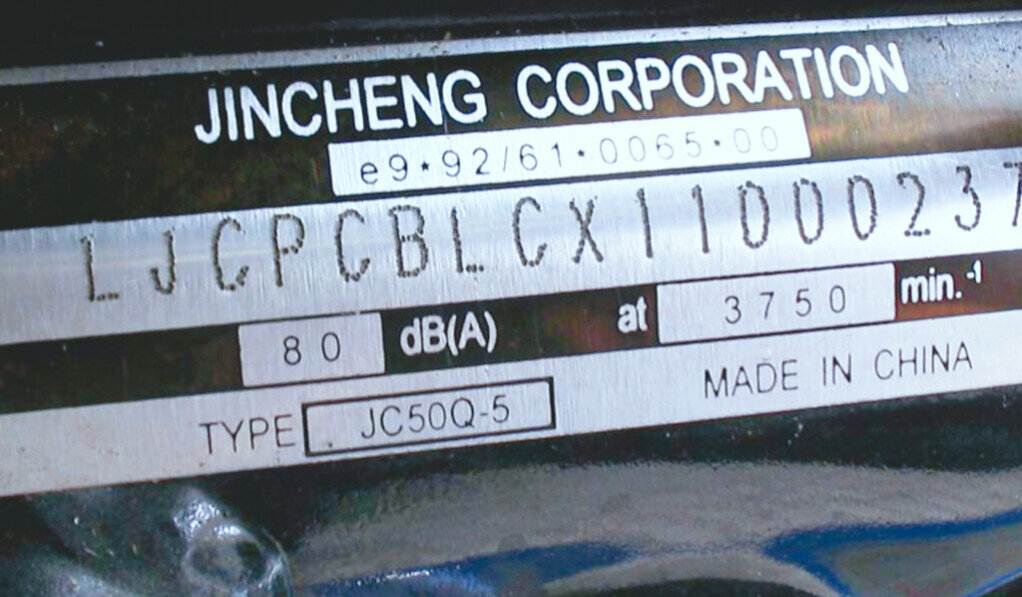 JINCHENG CORPORATION
e9*92/61*0065*00
LJCPCBLCX11000237
80 dB(A) at 3750 min.-1
TYPE JC50Q-5 MADE IN CHINA